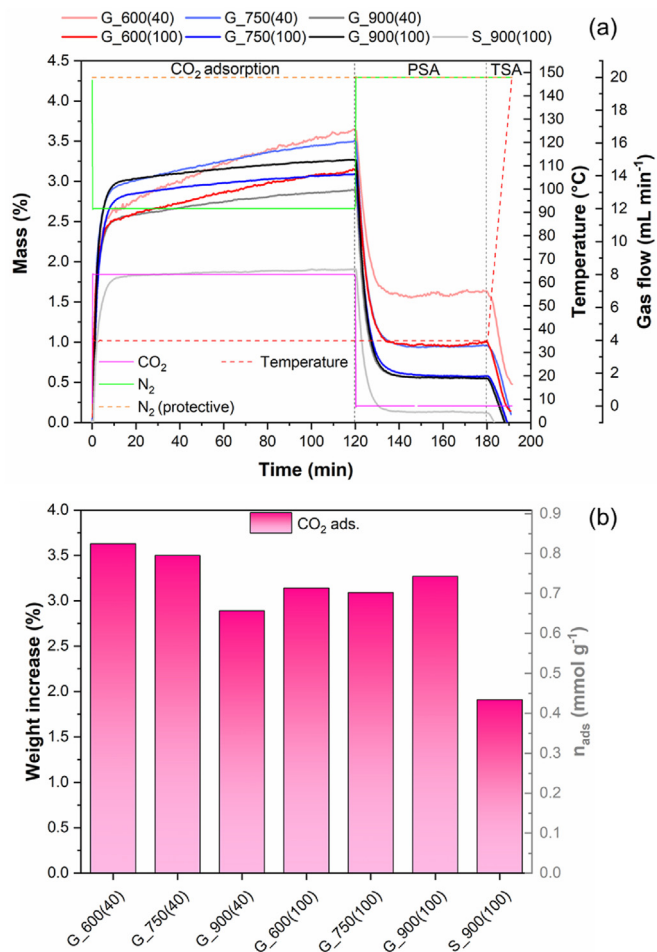 G_600(40) G_750(40) G_900(40)
G_600(100) G_750(100) G_900(100) S_900(100)
(a)
CO₂ adsorption PSA TSA
4.5
4.0
3.5
3.0
2.5
2.0
1.5
1.0
0.5
0.0
Mass (%)
150
140
130
120
110
100
90
80
70
60
50
40
30
20
10
0
Temperature (°C)
20
16
12
8
4
0
Gas flow (mL min⁻¹)
CO₂ Temperature
N₂
N₂ (protective)
0 20 40 60 80 100 120 140 160 180 200
Time (min)
(b)
CO₂ ads.
4.0
3.5
3.0
2.5
2.0
1.5
1.0
0.5
0.0
Weight increase (%)
0.9
0.8
0.7
0.6
0.5
0.4
0.3
0.2
0.1
0.0
n_ads (mmol g⁻¹)
G_600(40)
G_750(40)
G_900(40)
G_600(100)
G_750(100)
G_900(100)
S_900(100)